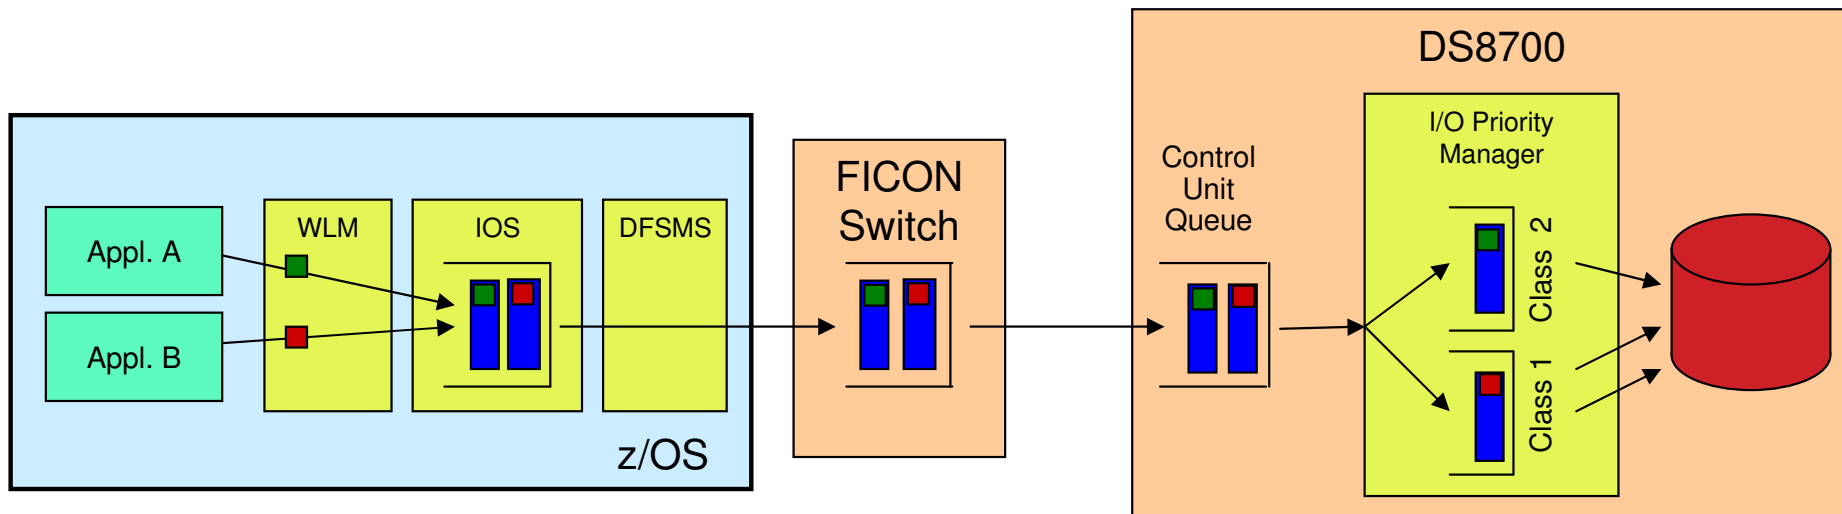 Appl. A
Appl. B
WLM
IOS
DFSMS
z/OS
FICON
Switch
DS8700
Control
Unit
Queue
I/O Priority
Manager
Class 2
Class 1